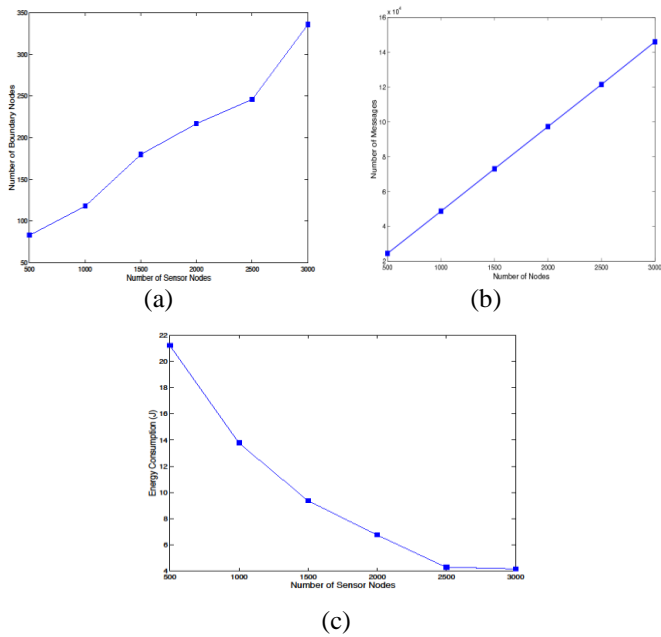 350
300
250
200
150
100
50
Number of Boundary Nodes
500 1000 1500 2000 2500 3000
Number of Sensor Nodes
(a)
x 10⁴
16
14
12
10
8
6
4
2
Number of Messages
500 1000 1500 2000 2500 3000
Number of Nodes
(b)
22
20
18
16
14
12
10
8
6
4
Energy Consumption (J)
500 1000 1500 2000 2500 3000
Number of Sensor Nodes
(c)